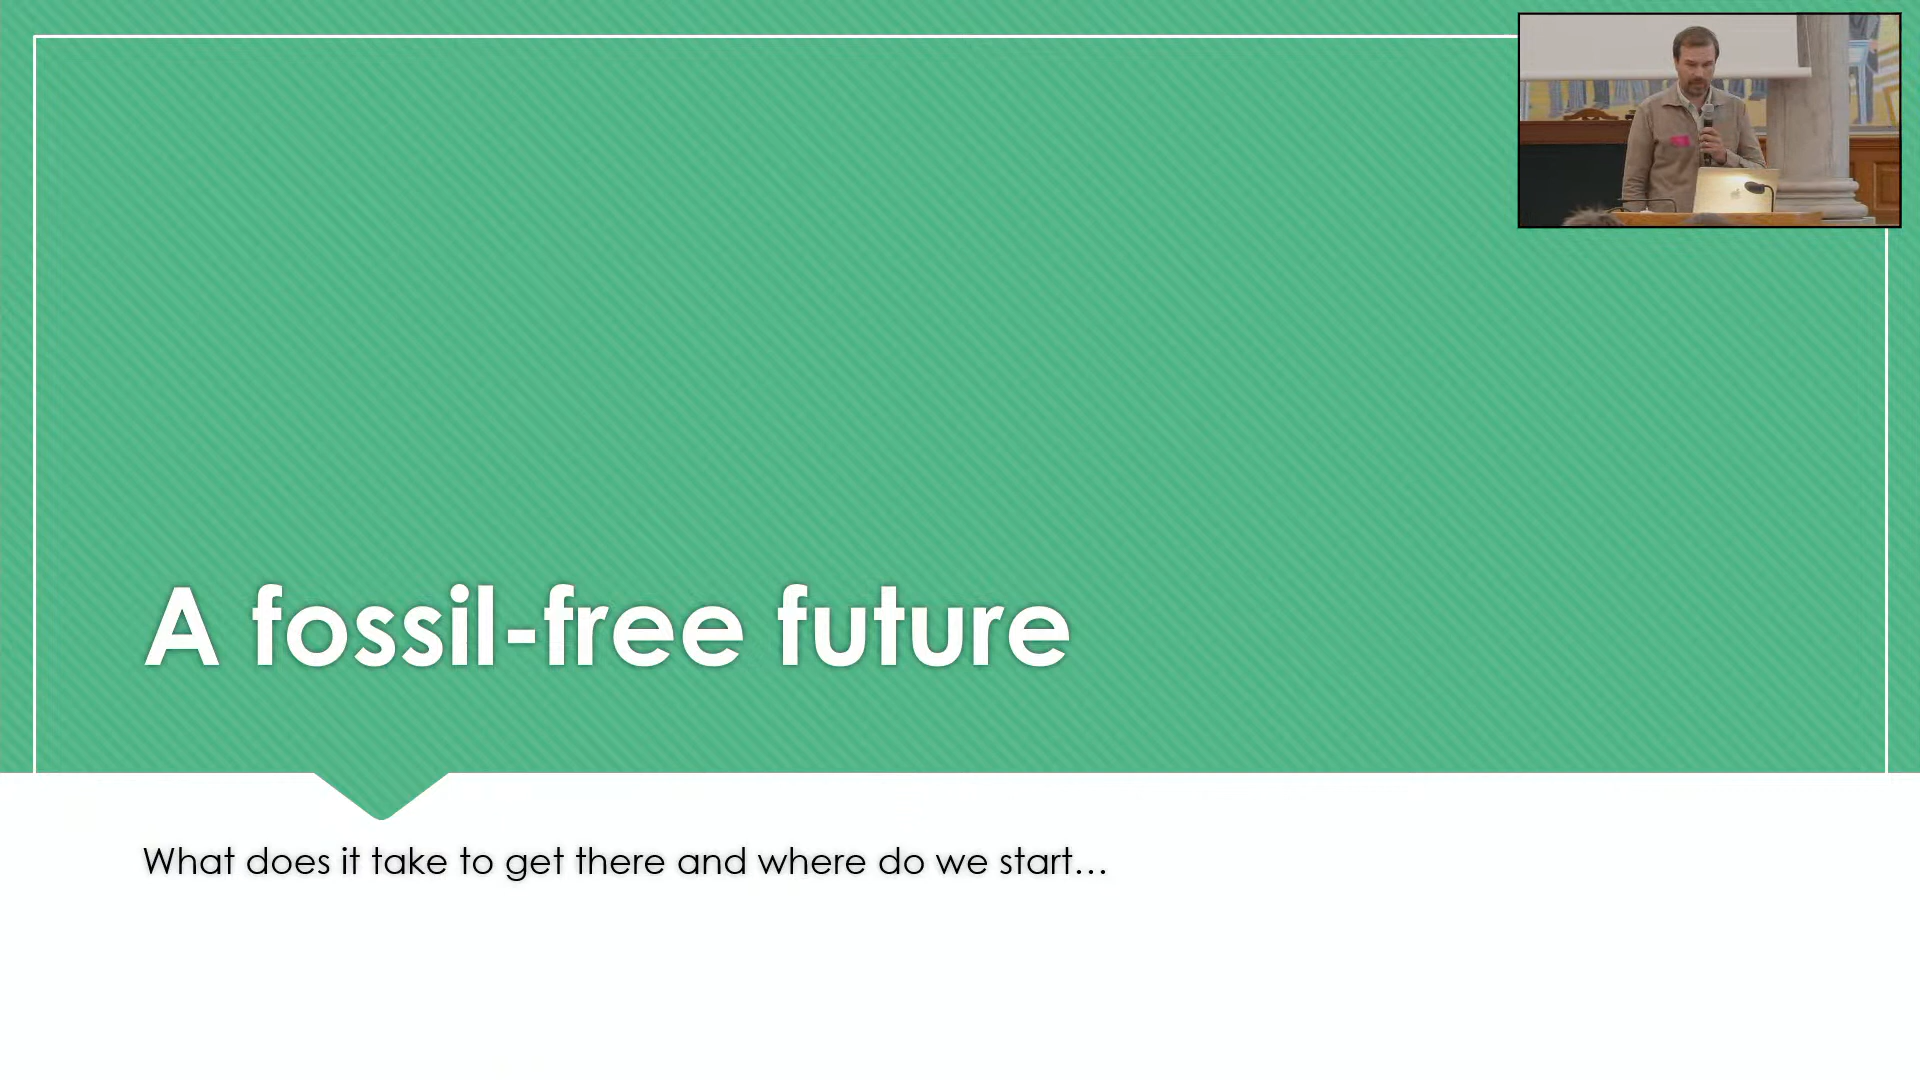 A fossil-free future
What does it take to get there and where do we start…